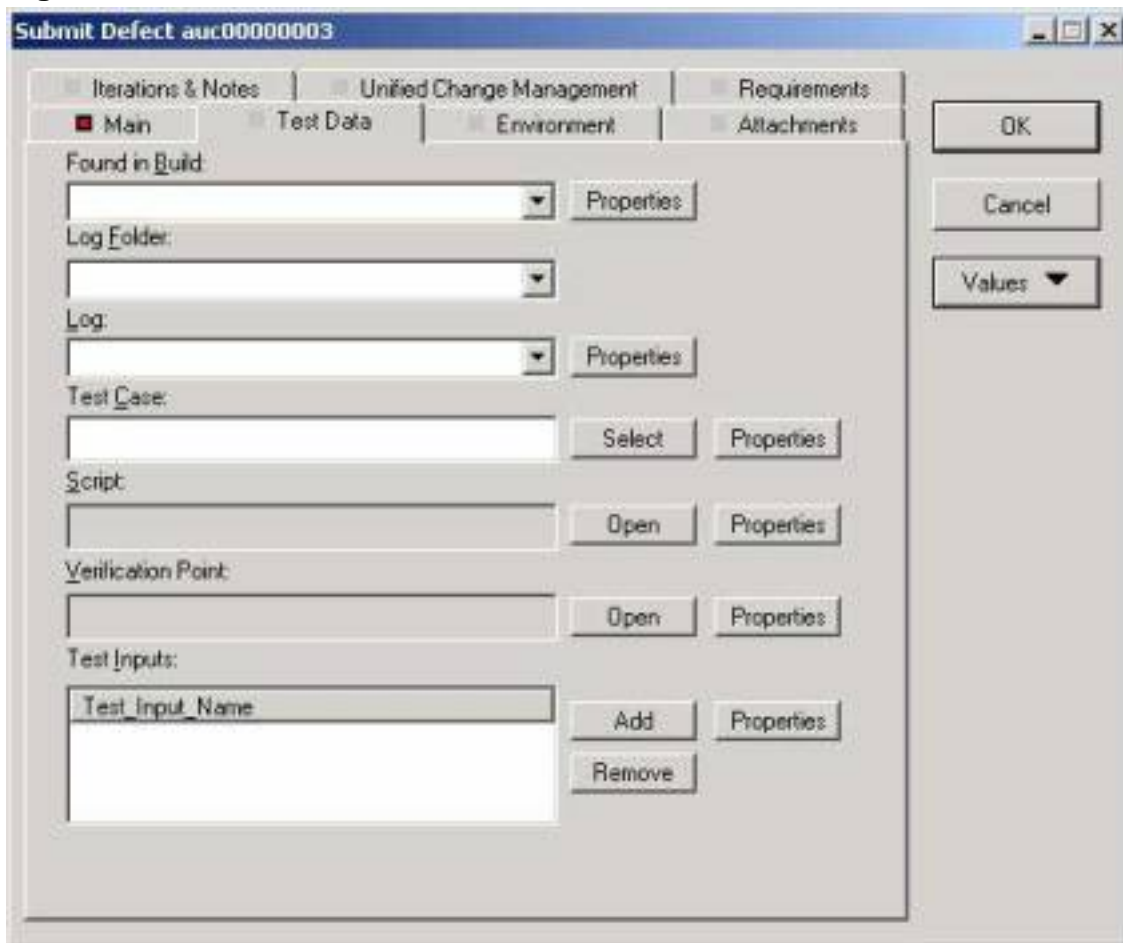 Submit Defect auc00000003
Iterations & Notes Unified Change Management Requirements
Main Test Data Environment Attachments
OK
Found in Build:
Properties
Cancel
Log Folder:
Values
Log:
Properties
Test Case:
Select Properties
Script:
Open Properties
Verification Point:
Open Properties
Test Inputs:
Test_Input_Name
Add Properties
Remove